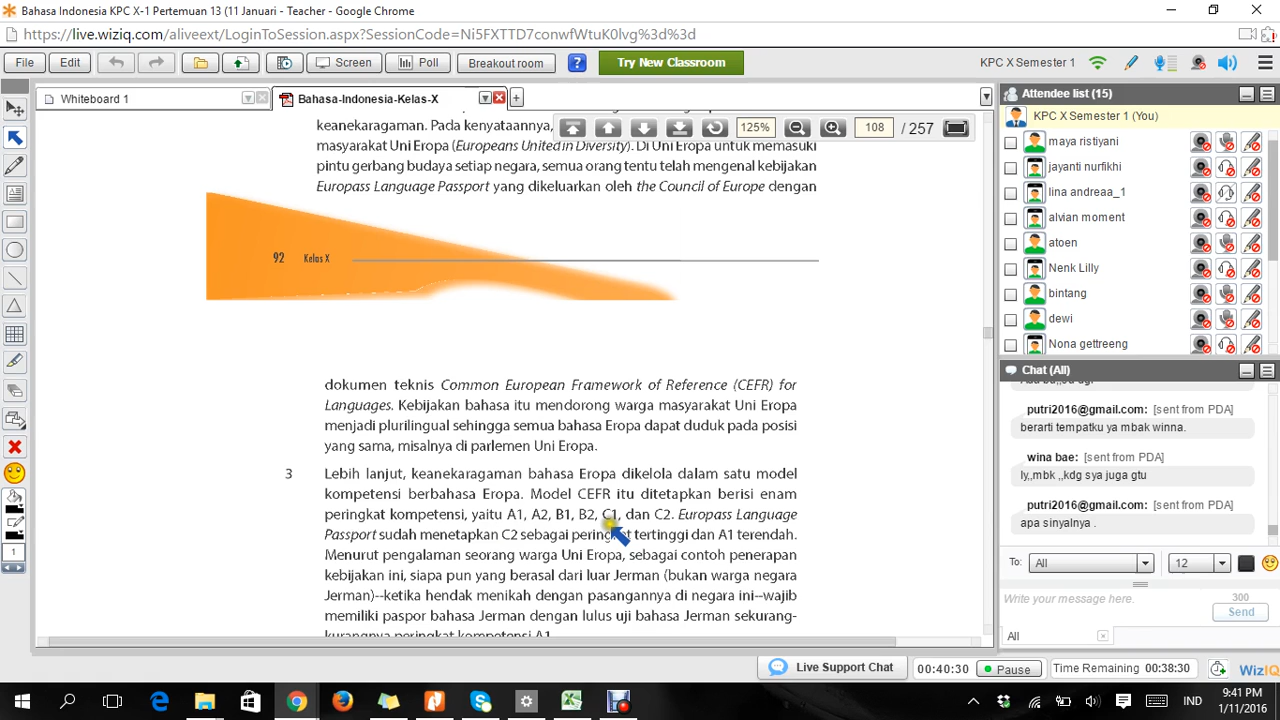 Bahasa Indonesia KPC X-1 Pertemuan 13 (11 Januari - Teacher - Google Chrome
https://live.wiziq.com/aliveext/LoginToSession.aspx?SessionCode=Ni5FXTTD7conwfWtuK0lvg%3d%3d
File Edit Screen Poll Breakout room ? Try New Classroom KPC X Semester 1
Whiteboard 1 Bahasa-Indonesia-Kelas-X +
Attendee list (15)
KPC X Semester 1 (You)
maya ristiyani
jayanti nurfikhi
lina andreaa_1
alvian moment
atoen
Nenk Lilly
bintang
dewi
Nona gettreeng
125% 108 / 257
keanekaragaman. Pada kenyataannya,
masyarakat Uni Eropa (Europeans United in Diversity). Di Uni Eropa untuk memasuki
pintu gerbang budaya setiap negara, semua orang tentu telah mengenal kebijakan
Europass Language Passport yang dikeluarkan oleh the Council of Europe dengan
92 Kelas X
dokumen teknis Common European Framework of Reference (CEFR) for
Languages. Kebijakan bahasa itu mendorong warga masyarakat Uni Eropa
menjadi plurilingual sehingga semua bahasa Eropa dapat duduk pada posisi
yang sama, misalnya di parlemen Uni Eropa.
3 Lebih lanjut, keanekaragaman bahasa Eropa dikelola dalam satu model
kompetensi berbahasa Eropa. Model CEFR itu ditetapkan berisi enam
peringkat kompetensi, yaitu A1, A2, B1, B2, C1, dan C2. Europass Language
Passport sudah menetapkan C2 sebagai peringkat tertinggi dan A1 terendah.
Menurut pengalaman seorang warga Uni Eropa, sebagai contoh penerapan
kebijakan ini, siapa pun yang berasal dari luar Jerman (bukan warga negara
Jerman)--ketika hendak menikah dengan pasangannya di negara ini--wajib
memiliki paspor bahasa Jerman dengan lulus uji bahasa Jerman sekurang-
kurangnya peringkat kompetensi A1.
Chat (All)
putri2016@gmail.com: [sent from PDA]
berarti tempatku ya mbak winna.
wina bae: [sent from PDA]
Iy,,mbk ,,kdg sya juga gtu
putri2016@gmail.com: [sent from PDA]
apa sinyalnya .
To: All 12
Write your message here. 300
Send
All
1
Live Support Chat 00:40:30 Pause Time Remaining 00:38:30 WizIQ
IND
9:41 PM
1/11/2016